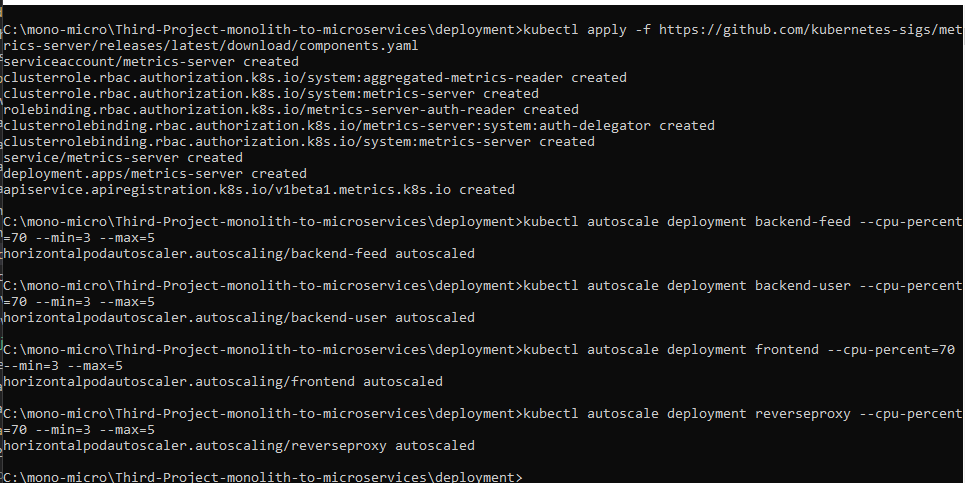 C:\mono-micro\Third-Project-monolith-to-microservices\deployment>kubectl apply -f https://github.com/kubernetes-sigs/met
rics-server/releases/latest/download/components.yaml
serviceaccount/metrics-server created
clusterrole.rbac.authorization.k8s.io/system:aggregated-metrics-reader created
clusterrole.rbac.authorization.k8s.io/system:metrics-server created
rolebinding.rbac.authorization.k8s.io/metrics-server-auth-reader created
clusterrolebinding.rbac.authorization.k8s.io/metrics-server:system:auth-delegator created
clusterrolebinding.rbac.authorization.k8s.io/system:metrics-server created
service/metrics-server created
deployment.apps/metrics-server created
apiservice.apiregistration.k8s.io/v1beta1.metrics.k8s.io created
C:\mono-micro\Third-Project-monolith-to-microservices\deployment>kubectl autoscale deployment backend-feed --cpu-percent
=70 --min=3 --max=5
horizontalpodautoscaler.autoscaling/backend-feed autoscaled
C:\mono-micro\Third-Project-monolith-to-microservices\deployment>kubectl autoscale deployment backend-user --cpu-percent
=70 --min=3 --max=5
horizontalpodautoscaler.autoscaling/backend-user autoscaled
C:\mono-micro\Third-Project-monolith-to-microservices\deployment>kubectl autoscale deployment frontend --cpu-percent=70
--min=3 --max=5
horizontalpodautoscaler.autoscaling/frontend autoscaled
C:\mono-micro\Third-Project-monolith-to-microservices\deployment>kubectl autoscale deployment reverseproxy --cpu-percent
=70 --min=3 --max=5
horizontalpodautoscaler.autoscaling/reverseproxy autoscaled
C:\mono-micro\Third-Project-monolith-to-microservices\deployment>